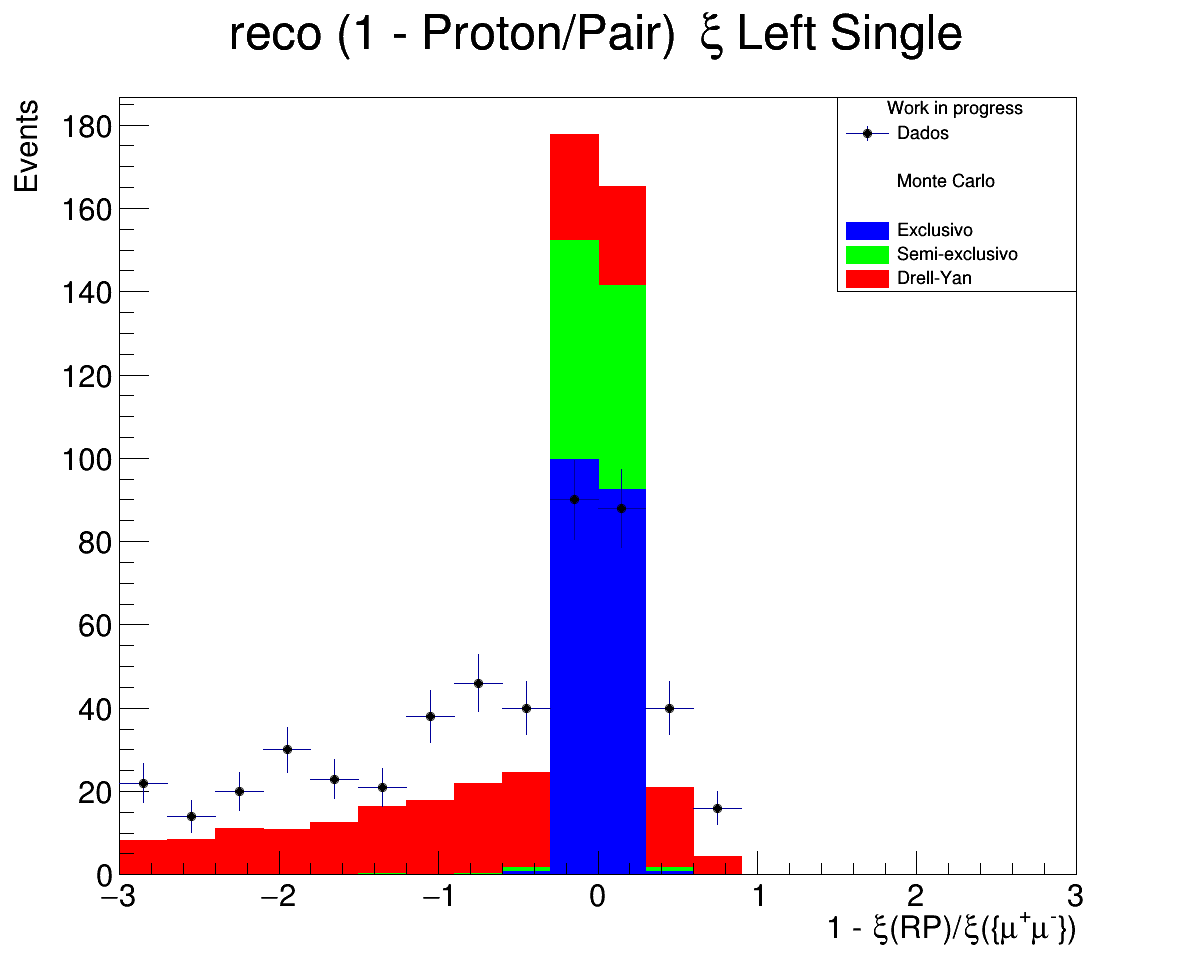 reco (1 - Proton/Pair) ξ Left Single
Events
180
160
140
120
100
80
60
40
20
0
Work in progress
Dados
Monte Carlo
Exclusivo
Semi-exclusivo
Drell-Yan
−3 −2 −1 0 1 2 3
1 - ξ(RP)/ξ({μ⁺μ⁻})